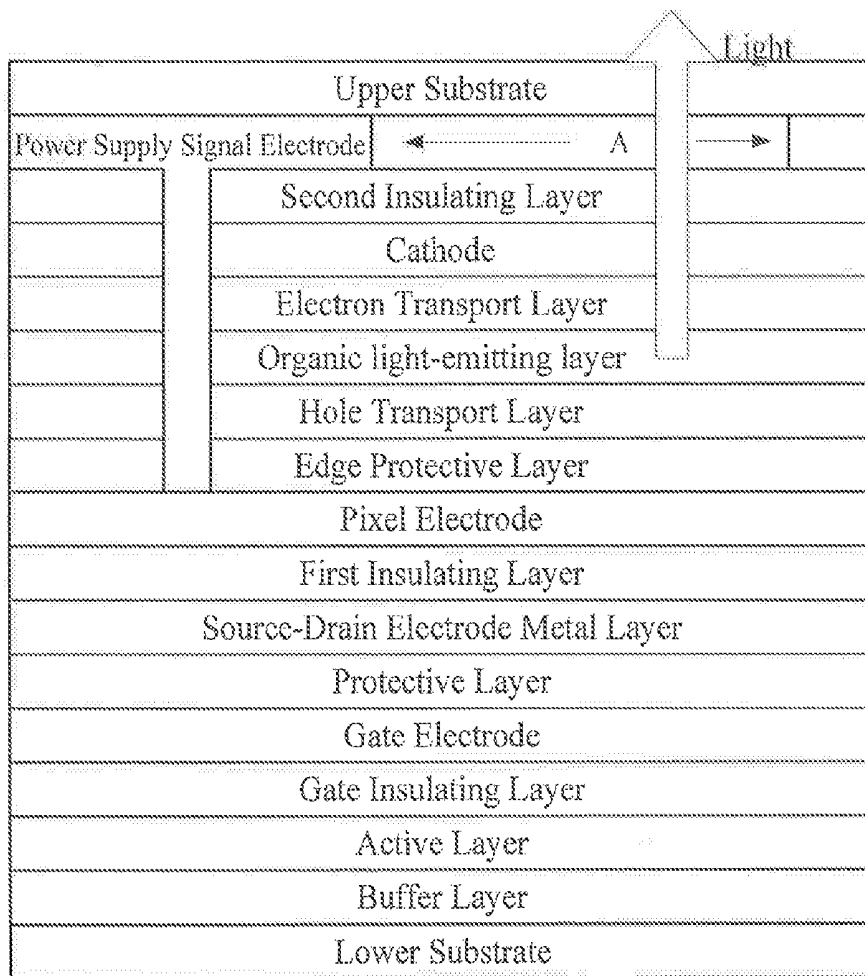 Light
Upper Substrate
Power Supply Signal Electrode
A
Second Insulating Layer
Cathode
Electron Transport Layer
Organic light-emitting layer
Hole Transport Layer
Edge Protective Layer
Pixel Electrode
First Insulating Layer
Source-Drain Electrode Metal Layer
Protective Layer
Gate Electrode
Gate Insulating Layer
Active Layer
Buffer Layer
Lower Substrate